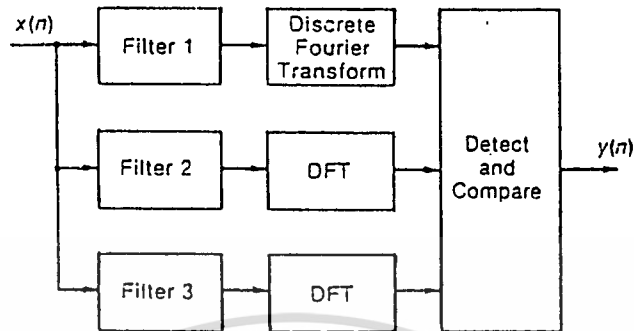 x(n)
Filter 1
Discrete
Fourier
Transform
Filter 2
DFT
Detect
and
Compare
y(n)
Filter 3
DFT